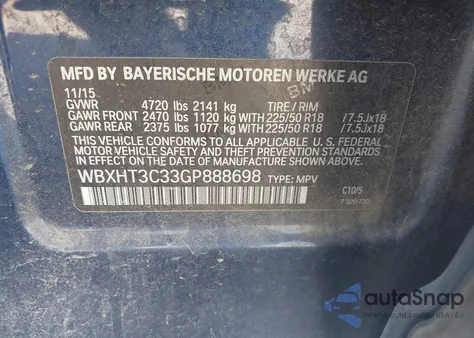 MFD BY BAYERISCHE MOTOREN WERKE AG
11/15
GVWR 4720 lbs 2141 kg TIRE / RIM
GAWR FRONT 2470 lbs 1120 kg WITH 225/50 R18 /7.5Jx18
GAWR REAR 2375 lbs 1077 kg WITH 225/50 R18 /7.5Jx18
THIS VEHICLE CONFORMS TO ALL APPLICABLE
U.S. FEDERAL MOTOR VEHICLE SAFETY, BUMPER,
AND THEFT PREVENTION STANDARDS IN EFFECT
ON THE DATE OF MANUFACTURE SHOWN ABOVE.
WBXHT3C33GP888698 TYPE: MPV
C10/5
autoSnap